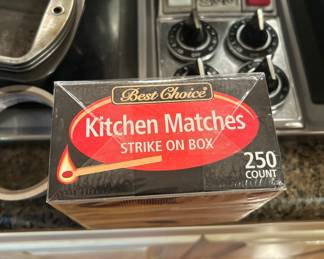 Best Choice
Kitchen Matches
STRIKE ON BOX
250
COUNT